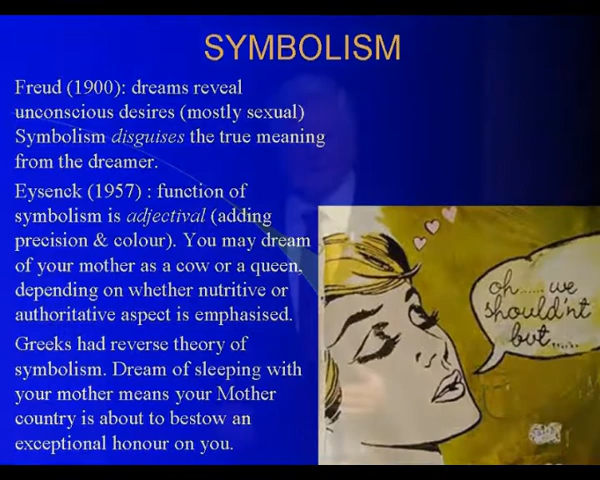 SYMBOLISM
Freud (1900): dreams reveal
unconscious desires (mostly sexual)
Symbolism disguises the true meaning
from the dreamer.
Eysenck (1957) : function of
symbolism is adjectival (adding
precision & colour). You may dream
of your mother as a cow or a queen,
depending on whether nutritive or
authoritative aspect is emphasised.
Greeks had reverse theory of
symbolism. Dream of sleeping with
your mother means your Mother
country is about to bestow an
exceptional honour on you.
oh...... we
should'nt
but.....